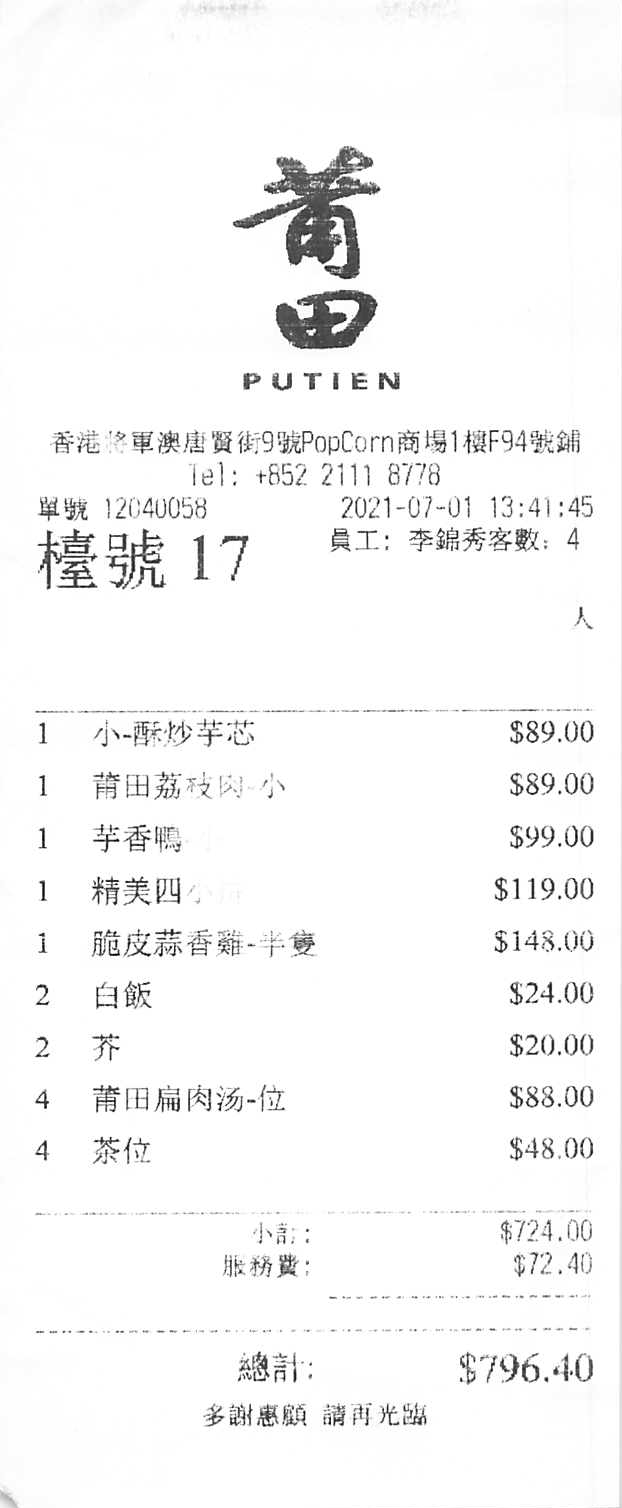 莆
田
PUTIEN
香港將軍澳唐賢街9號PopCorn商場1樓F94號鋪
Tel: +852 2111 8778
單號 12040058 2021-07-01 13:41:45
檯號 17 員工: 李錦秀客數: 4
人
1 小-酥炒芋芯 $89.00
1 莆田荔枝肉-小 $89.00
1 芋香鴨-小 $99.00
1 精美四小 $119.00
1 脆皮蒜香雞-半隻 $148.00
2 白飯 $24.00
2 芥 $20.00
4 莆田扁肉汤-位 $88.00
4 茶位 $48.00
小計: $724.00
服務費: $72.40
總計: $796.40
多謝惠顧 請再光臨